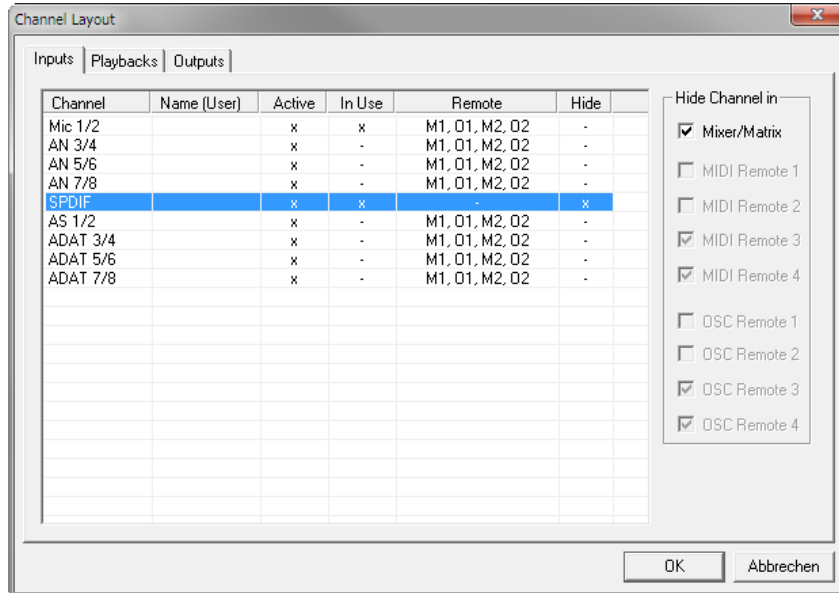 Channel Layout
Inputs Playbacks Outputs
Channel Name (User) Active In Use Remote Hide
Mic 1/2 x x M1, O1, M2, O2 -
AN 3/4 x - M1, O1, M2, O2 -
AN 5/6 x - M1, O1, M2, O2 -
AN 7/8 x - M1, O1, M2, O2 -
SPDIF x x - x
AS 1/2 x - M1, O1, M2, O2 -
ADAT 3/4 x - M1, O1, M2, O2 -
ADAT 5/6 x - M1, O1, M2, O2 -
ADAT 7/8 x - M1, O1, M2, O2 -
Hide Channel in
Mixer/Matrix
MIDI Remote 1
MIDI Remote 2
MIDI Remote 3
MIDI Remote 4
OSC Remote 1
OSC Remote 2
OSC Remote 3
OSC Remote 4
OK Abbrechen